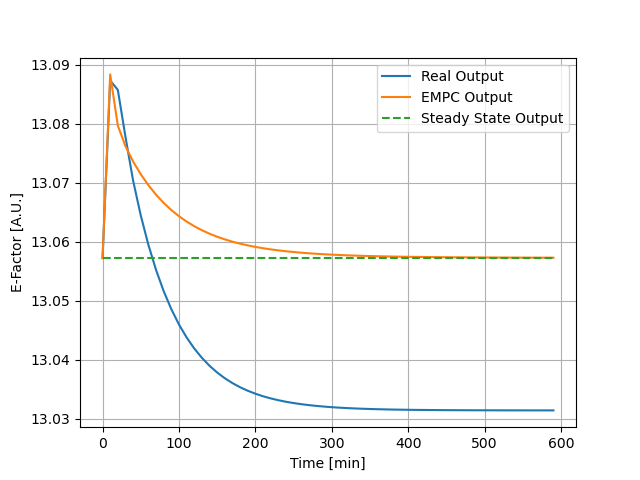 13.09
13.08
13.07
13.06
13.05
13.04
13.03
E-Factor [A.U.]
Real Output
EMPC Output
Steady State Output
0 100 200 300 400 500 600
Time [min]